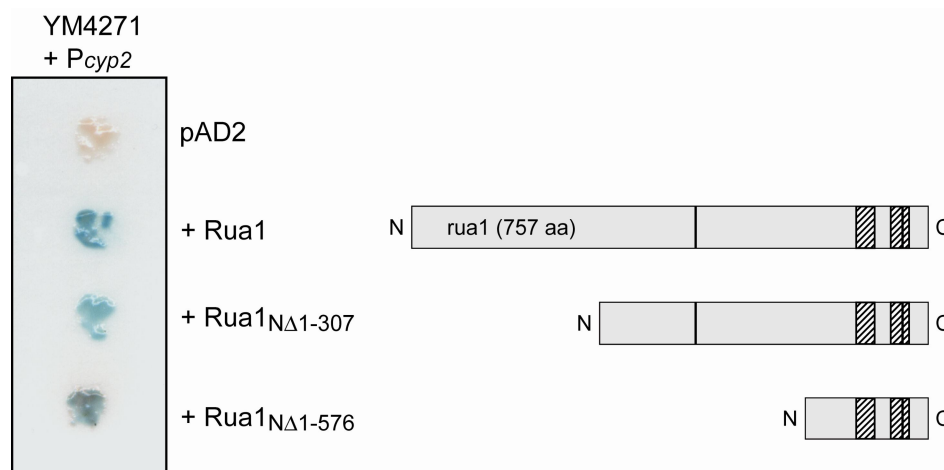 YM4271
+ Pcyp2
pAD2
+ Rua1
N rua1 (757 aa) C
+ Rua1NΔ1-307
N C
+ Rua1NΔ1-576
N C